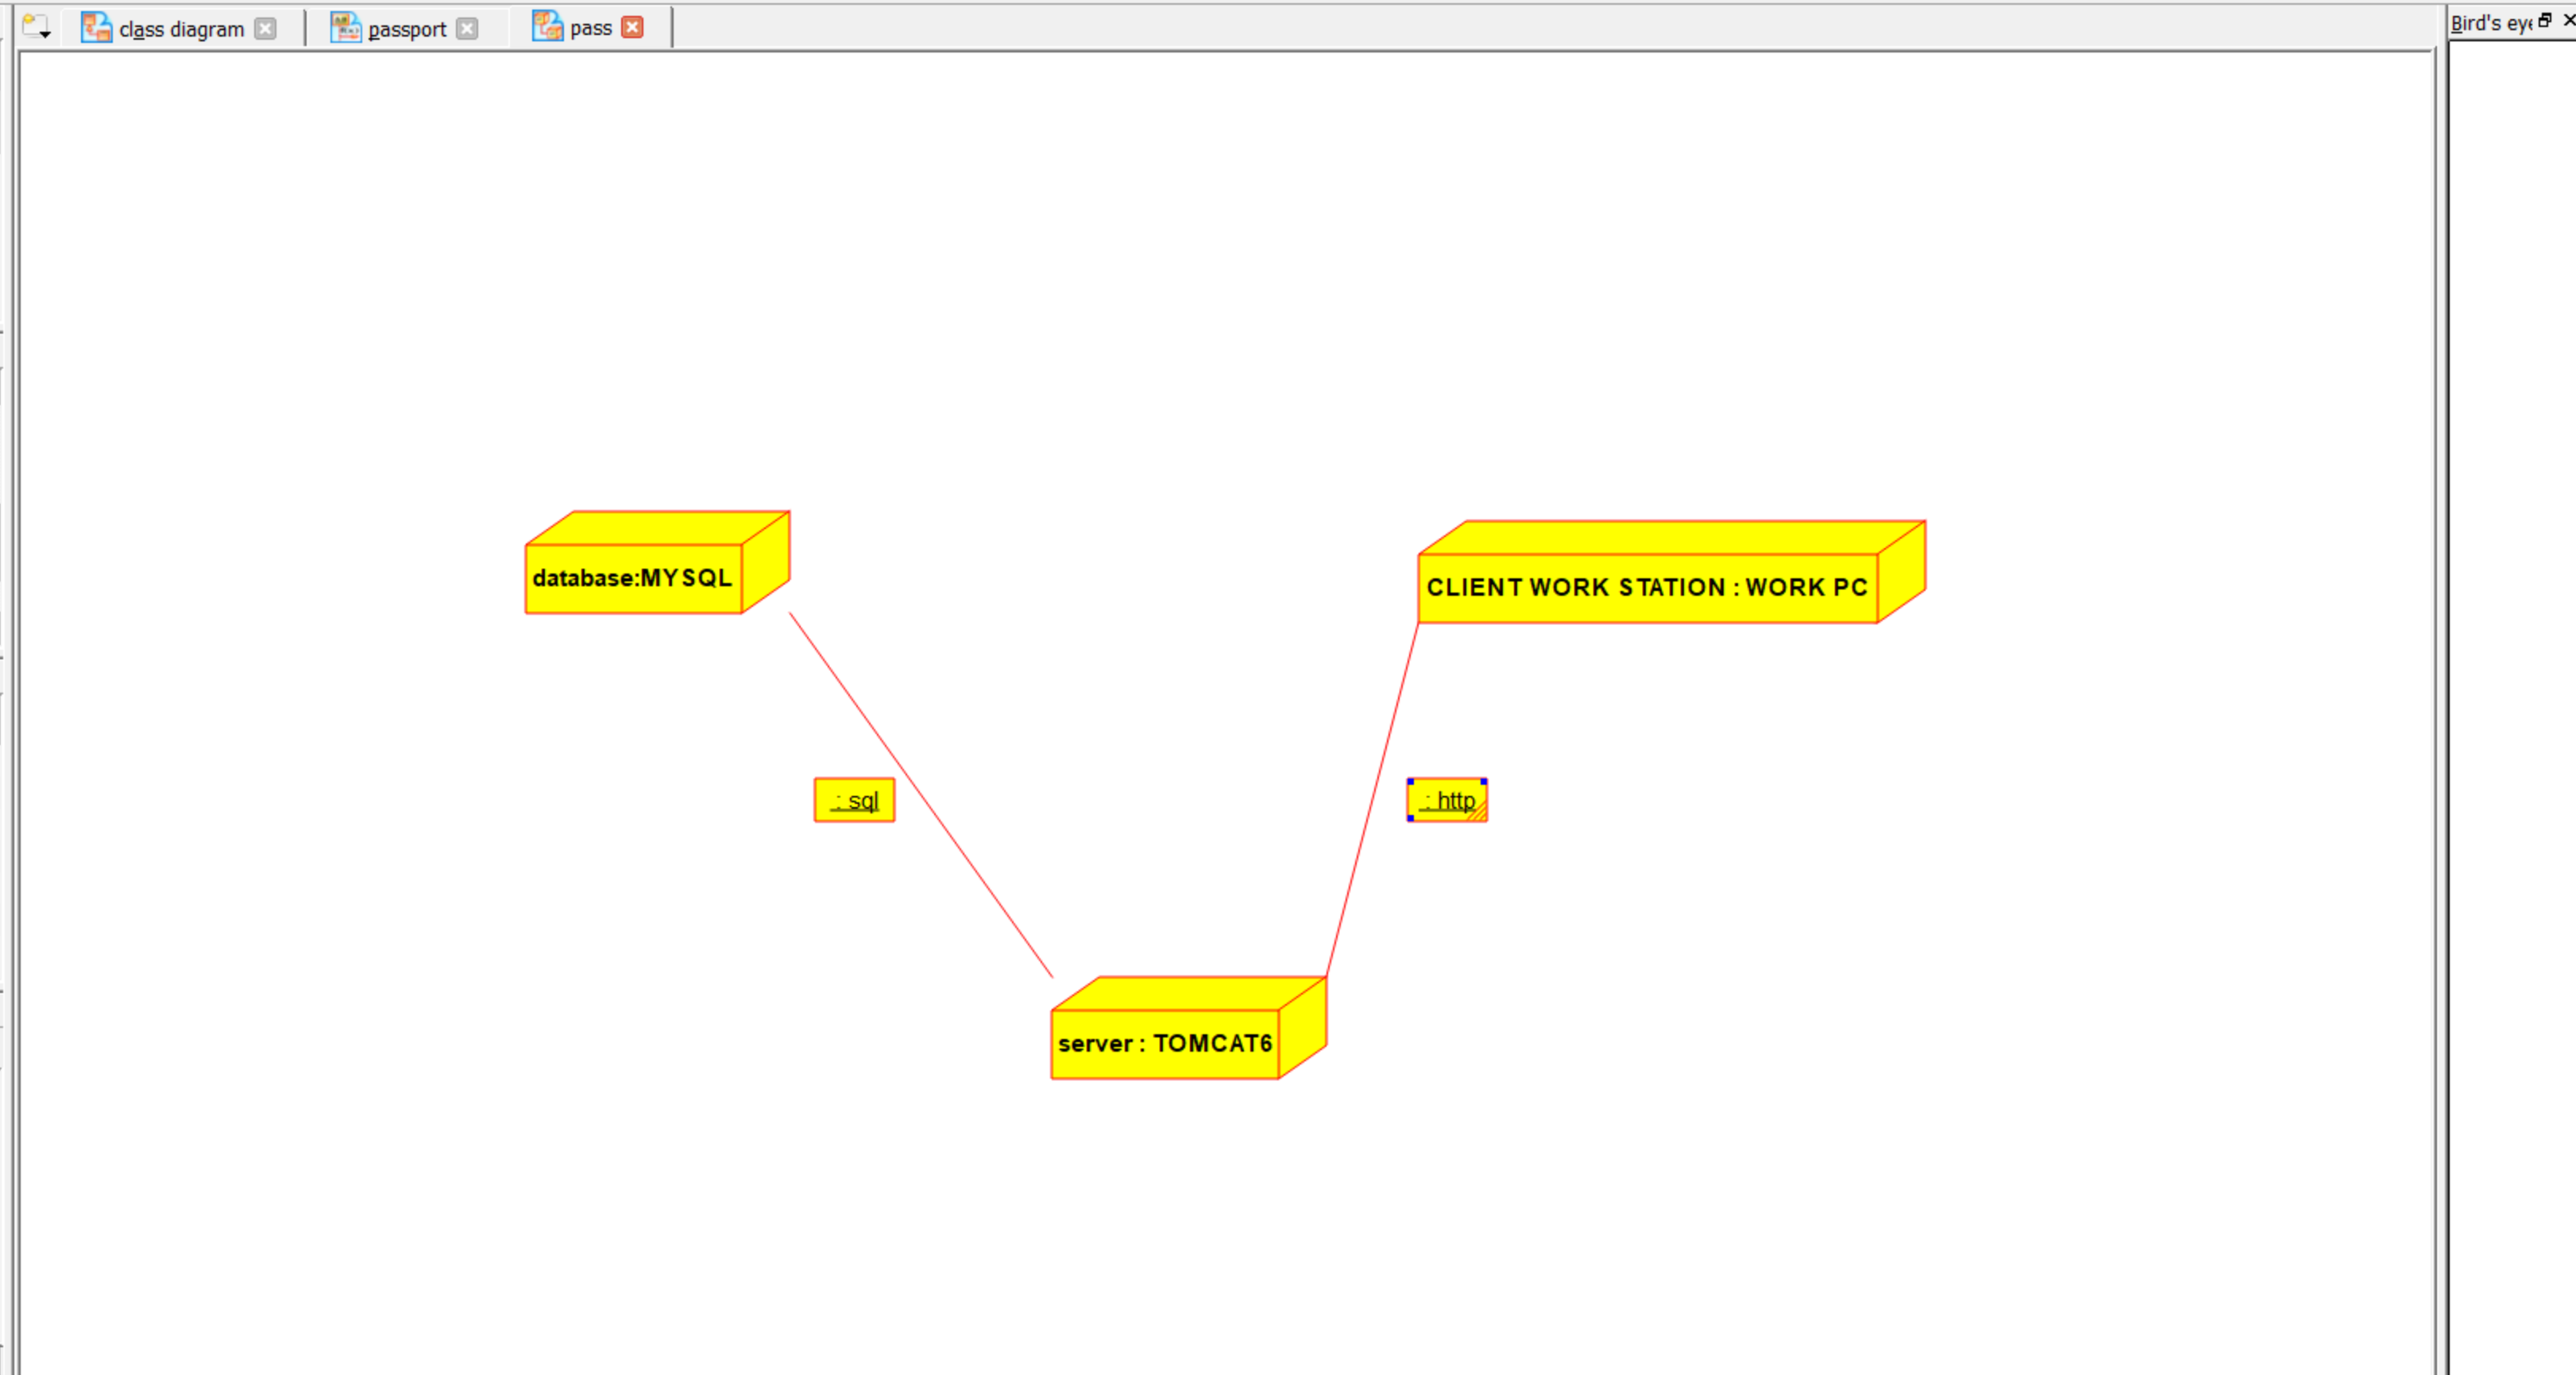 class diagram
passport
pass
Bird's eye
database:MYSQL
CLIENT WORK STATION : WORK PC
: sql
: http
server : TOMCAT6